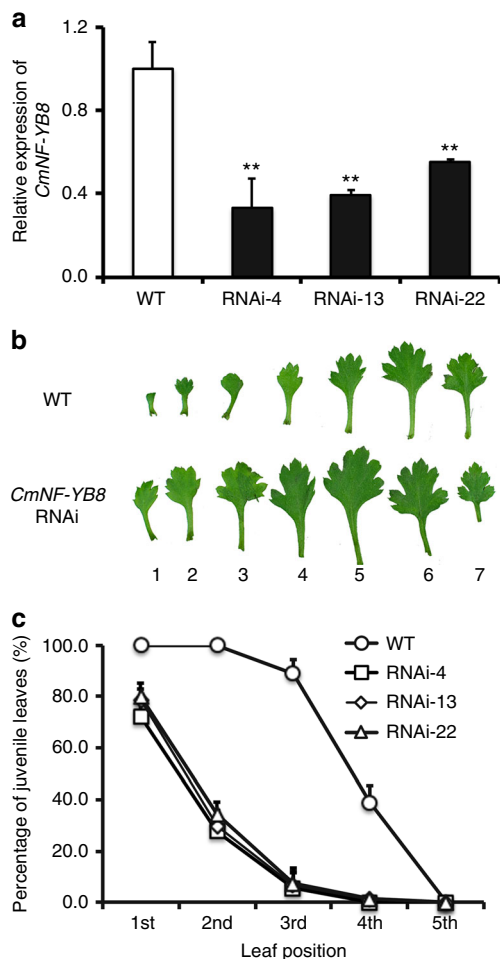 a
Relative expression of
CmNF-YB8
1.2
0.8
0.4
0.0
**
**
**
WT
RNAi-4
RNAi-13
RNAi-22
b
WT
CmNF-YB8
RNAi
1 2 3 4 5 6 7
c
Percentage of juvenile leaves (%)
100.0
80.0
60.0
40.0
20.0
0.0
WT
RNAi-4
RNAi-13
RNAi-22
1st 2nd 3rd 4th 5th
Leaf position